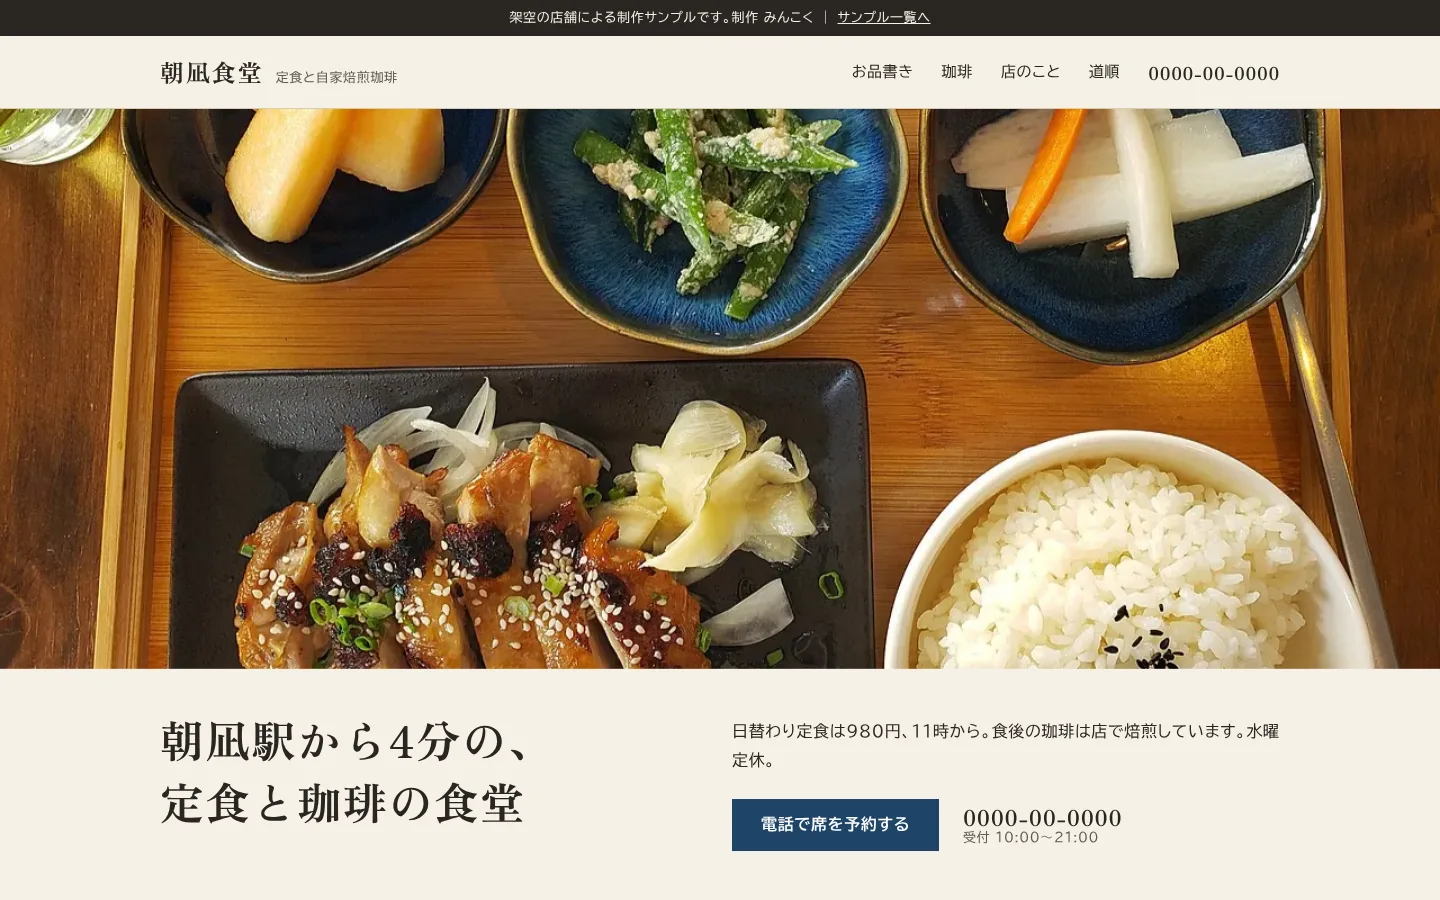 架空の店舗による制作サンプルです。制作 みんこく ｜ サンプル一覧へ
朝凪食堂 定食と自家焙煎珈琲 お品書き 珈琲 店のこと 道順 0000-00-0000
朝凪駅から4分の、
定食と珈琲の食堂
日替わり定食は980円、11時から。食後の珈琲は店で焙煎しています。水曜
定休。
電話で席を予約する
0000-00-0000
受付 10:00〜21:00